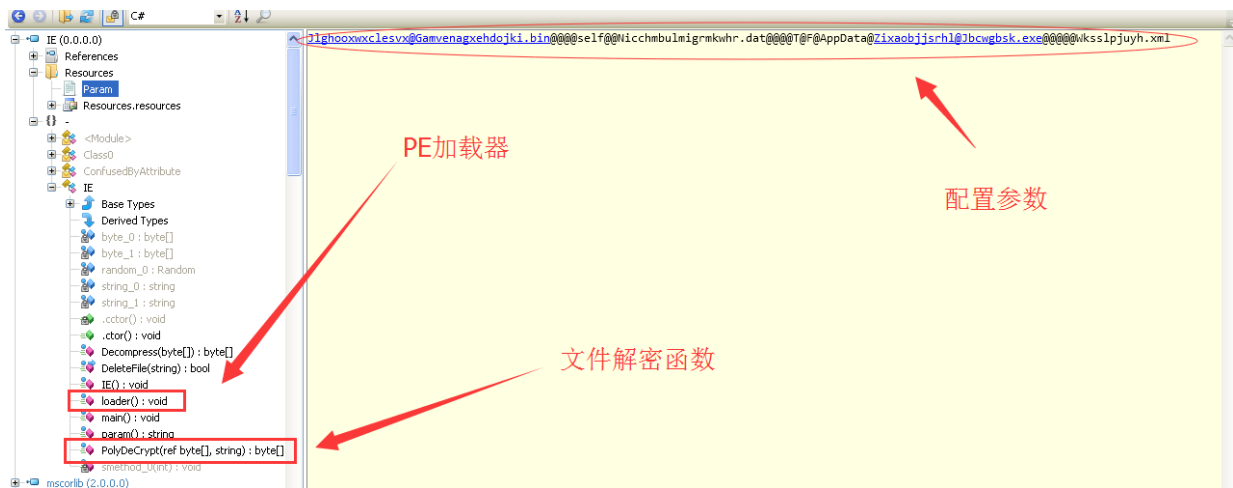 C#
IE (0.0.0.0)
References
Resources
Param
Resources.resources
{} -
<Module>
Class0
ConfusedByAttribute
IE
Base Types
Derived Types
byte_0 : byte[]
byte_1 : byte[]
random_0 : Random
string_0 : string
string_1 : string
.cctor() : void
.ctor() : void
Decompress(byte[]) : byte[]
DeleteFile(string) : bool
IE() : void
loader() : void
main() : void
param() : string
PolyDeCrypt(ref byte[], string) : byte[]
smethod_0(int) : void
mscorlib (2.0.0.0)
Jlghooxwxclesvx@Gamvenagxehdojki.bin@@@@self@@Nicchmbulmigrmkwhr.dat@@@@T@F@AppData@Zixaobjjsrhl@Jbcwgbsk.exe@@@@@Wksslpjuyh.xml
PE加载器
配置参数
文件解密函数